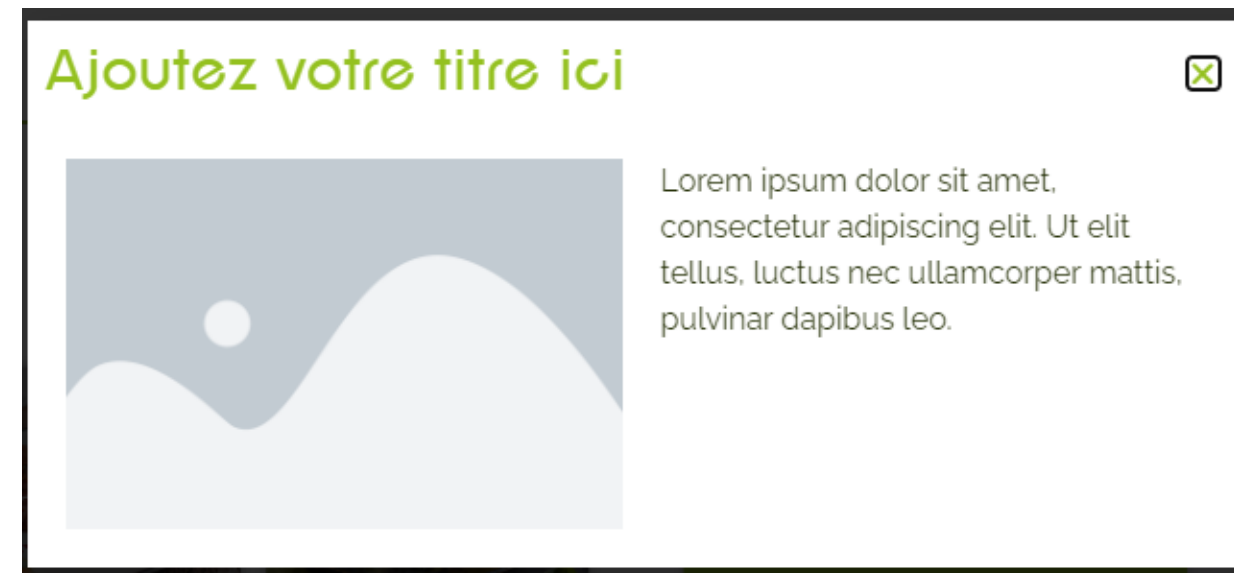 Ajoutez votre titre ici
Lorem ipsum dolor sit amet,
consectetur adipiscing elit. Ut elit
tellus, luctus nec ullamcorper mattis,
pulvinar dapibus leo.